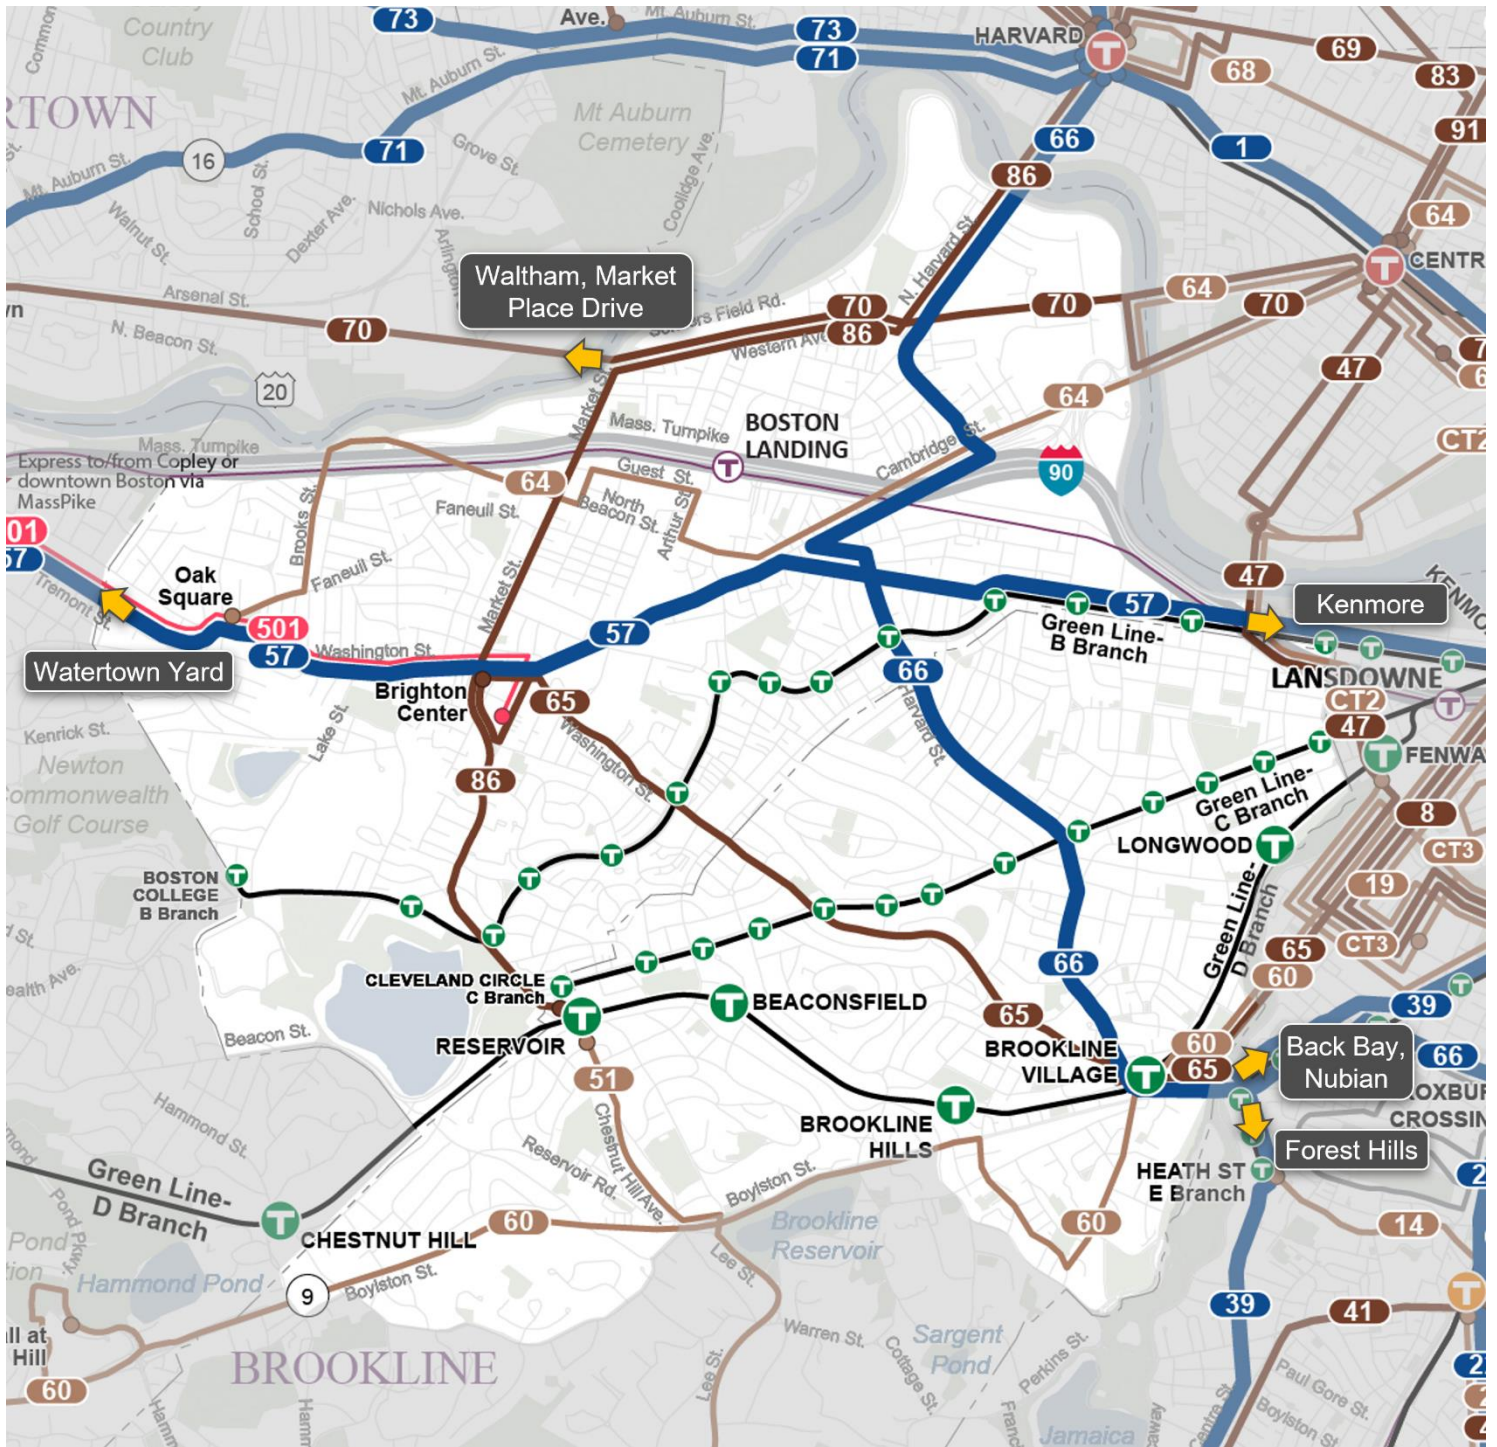 73
Ave.
Mt Auburn St.
73
71
HARVARD
T
69
68
83
Country
Club
Mt. Auburn St.
RTOWN
Mt Auburn
Cemetery
Coolidge Ave.
66
1
91
16
71
Grove St.
86
Mt. Auburn St.
School St.
Walnut St.
Dexter Ave.
Nichols Ave.
N. Harvard St.
64
T
CENTR
Waltham, Market
Place Drive
Arsenal St.
70
N. Beacon St.
Western Ave
70
86
70
64
70
47
20
Market St.
64
BOSTON
LANDING
T
Mass. Turnpike
Mass. Turnpike
Cambridge St.
90
CT2
Express to/from Copley or
downtown Boston via
MassPike
64
Guest St.
North
Beacon St.
Arthur St.
Faneuil St.
Brooks St.
Faneuil St.
01
57
Tremont St.
Oak
Square
501
57
Washington St.
Market St.
57
47
57
Kenmore
Green Line-
B Branch
Watertown Yard
Brighton
Center
65
66
LANSDOWNE
CT2
47
T
FENWA
Kenrick St.
Lake St.
Washington St.
Harvard St.
Newton
Commonwealth
Golf Course
86
Green Line-
C Branch
LONGWOOD
T
8
CT3
19
BOSTON
COLLEGE
B Branch
Green Line-
D Branch
65
60
CT3
CLEVELAND CIRCLE
C Branch
T
BEACONSFIELD
66
39
Beacon St.
RESERVOIR
T
65
BROOKLINE
VILLAGE
T
60
65
Back Bay,
Nubian
66
51
Hammond St.
Chestnut Hill Ave.
Reservoir Rd.
BROOKLINE
HILLS
T
Boylston St.
OXBUR
CROSSIN
Forest Hills
HEATH ST
E Branch
Green Line-
D Branch
T
CHESTNUT HILL
60
60
14
Brookline
Reservoir
Pond
Pond Pkwy.
Hammond Pond
9
Boylston St.
Lee St.
39
41
T
Warren St.
Sargent
Pond
Perkins St.
Cottage St.
BROOKLINE
60
Lee St.
Paul Gore St.
Boylston St.
Centre St.
Jamaica